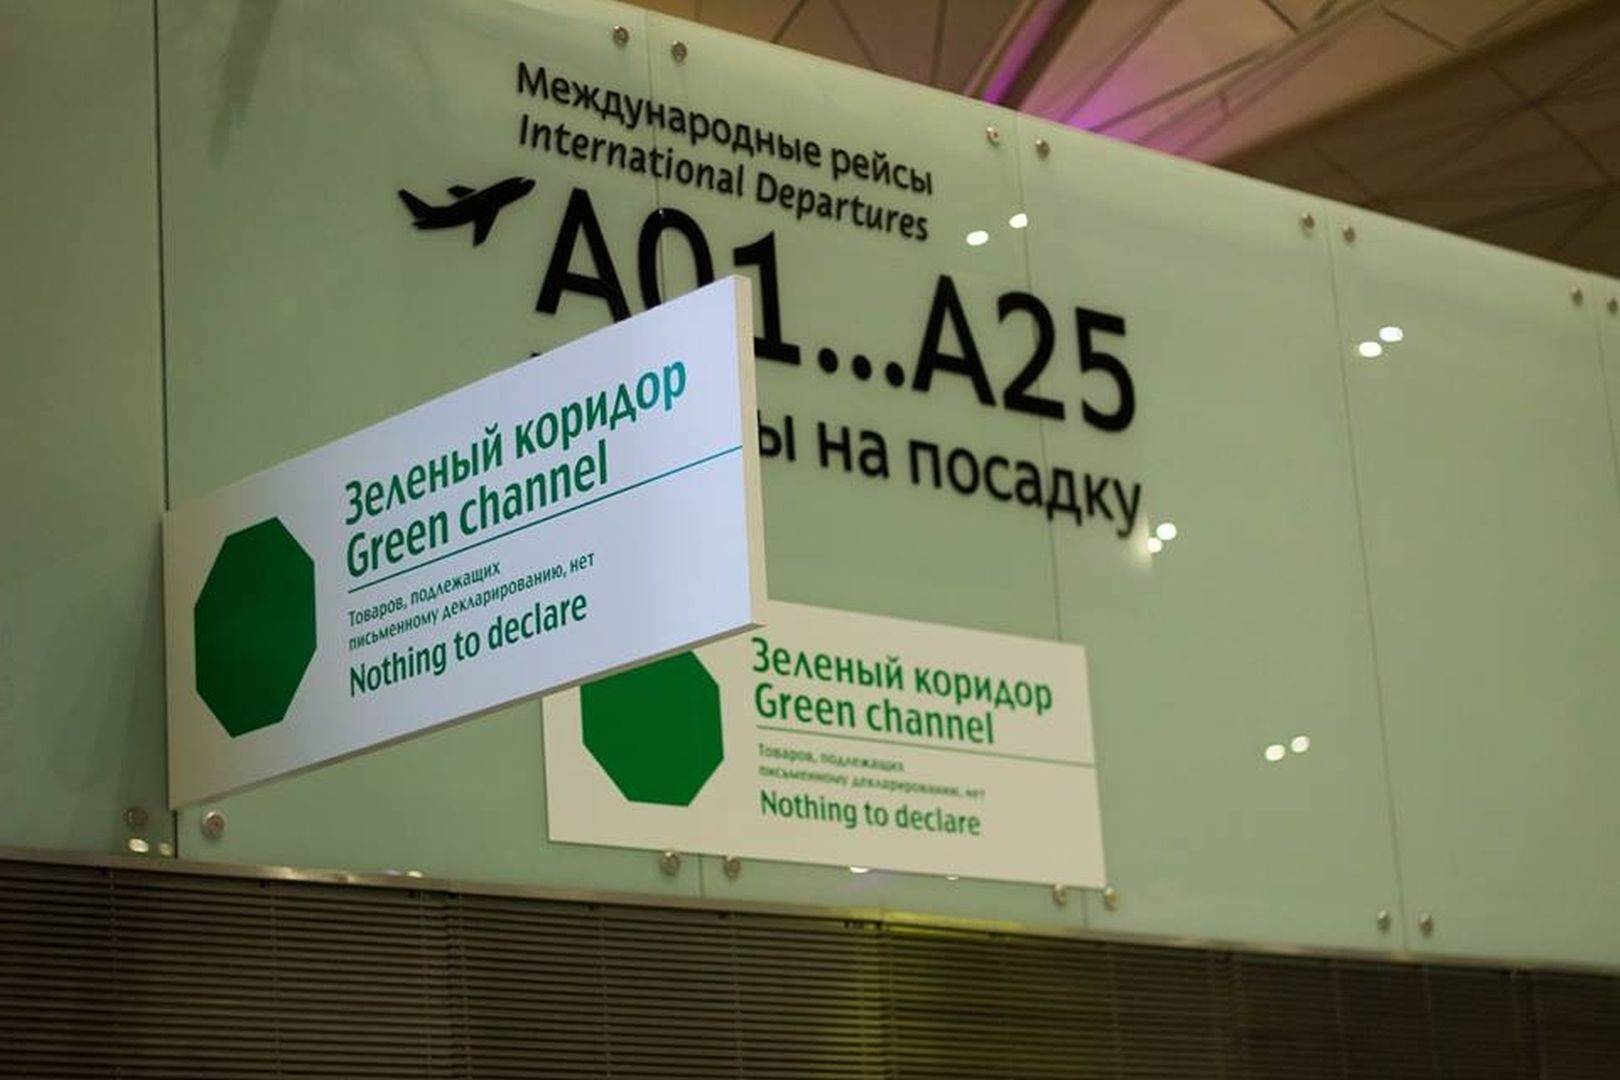 Международные рейсы
International Departures
A01...A25
на посадку
Зеленый коридор
Green channel
Товаров, подлежащих
письменному декларированию, нет
Nothing to declare
Зеленый коридор
Green channel
Товаров, подлежащих
письменному декларированию, нет
Nothing to declare